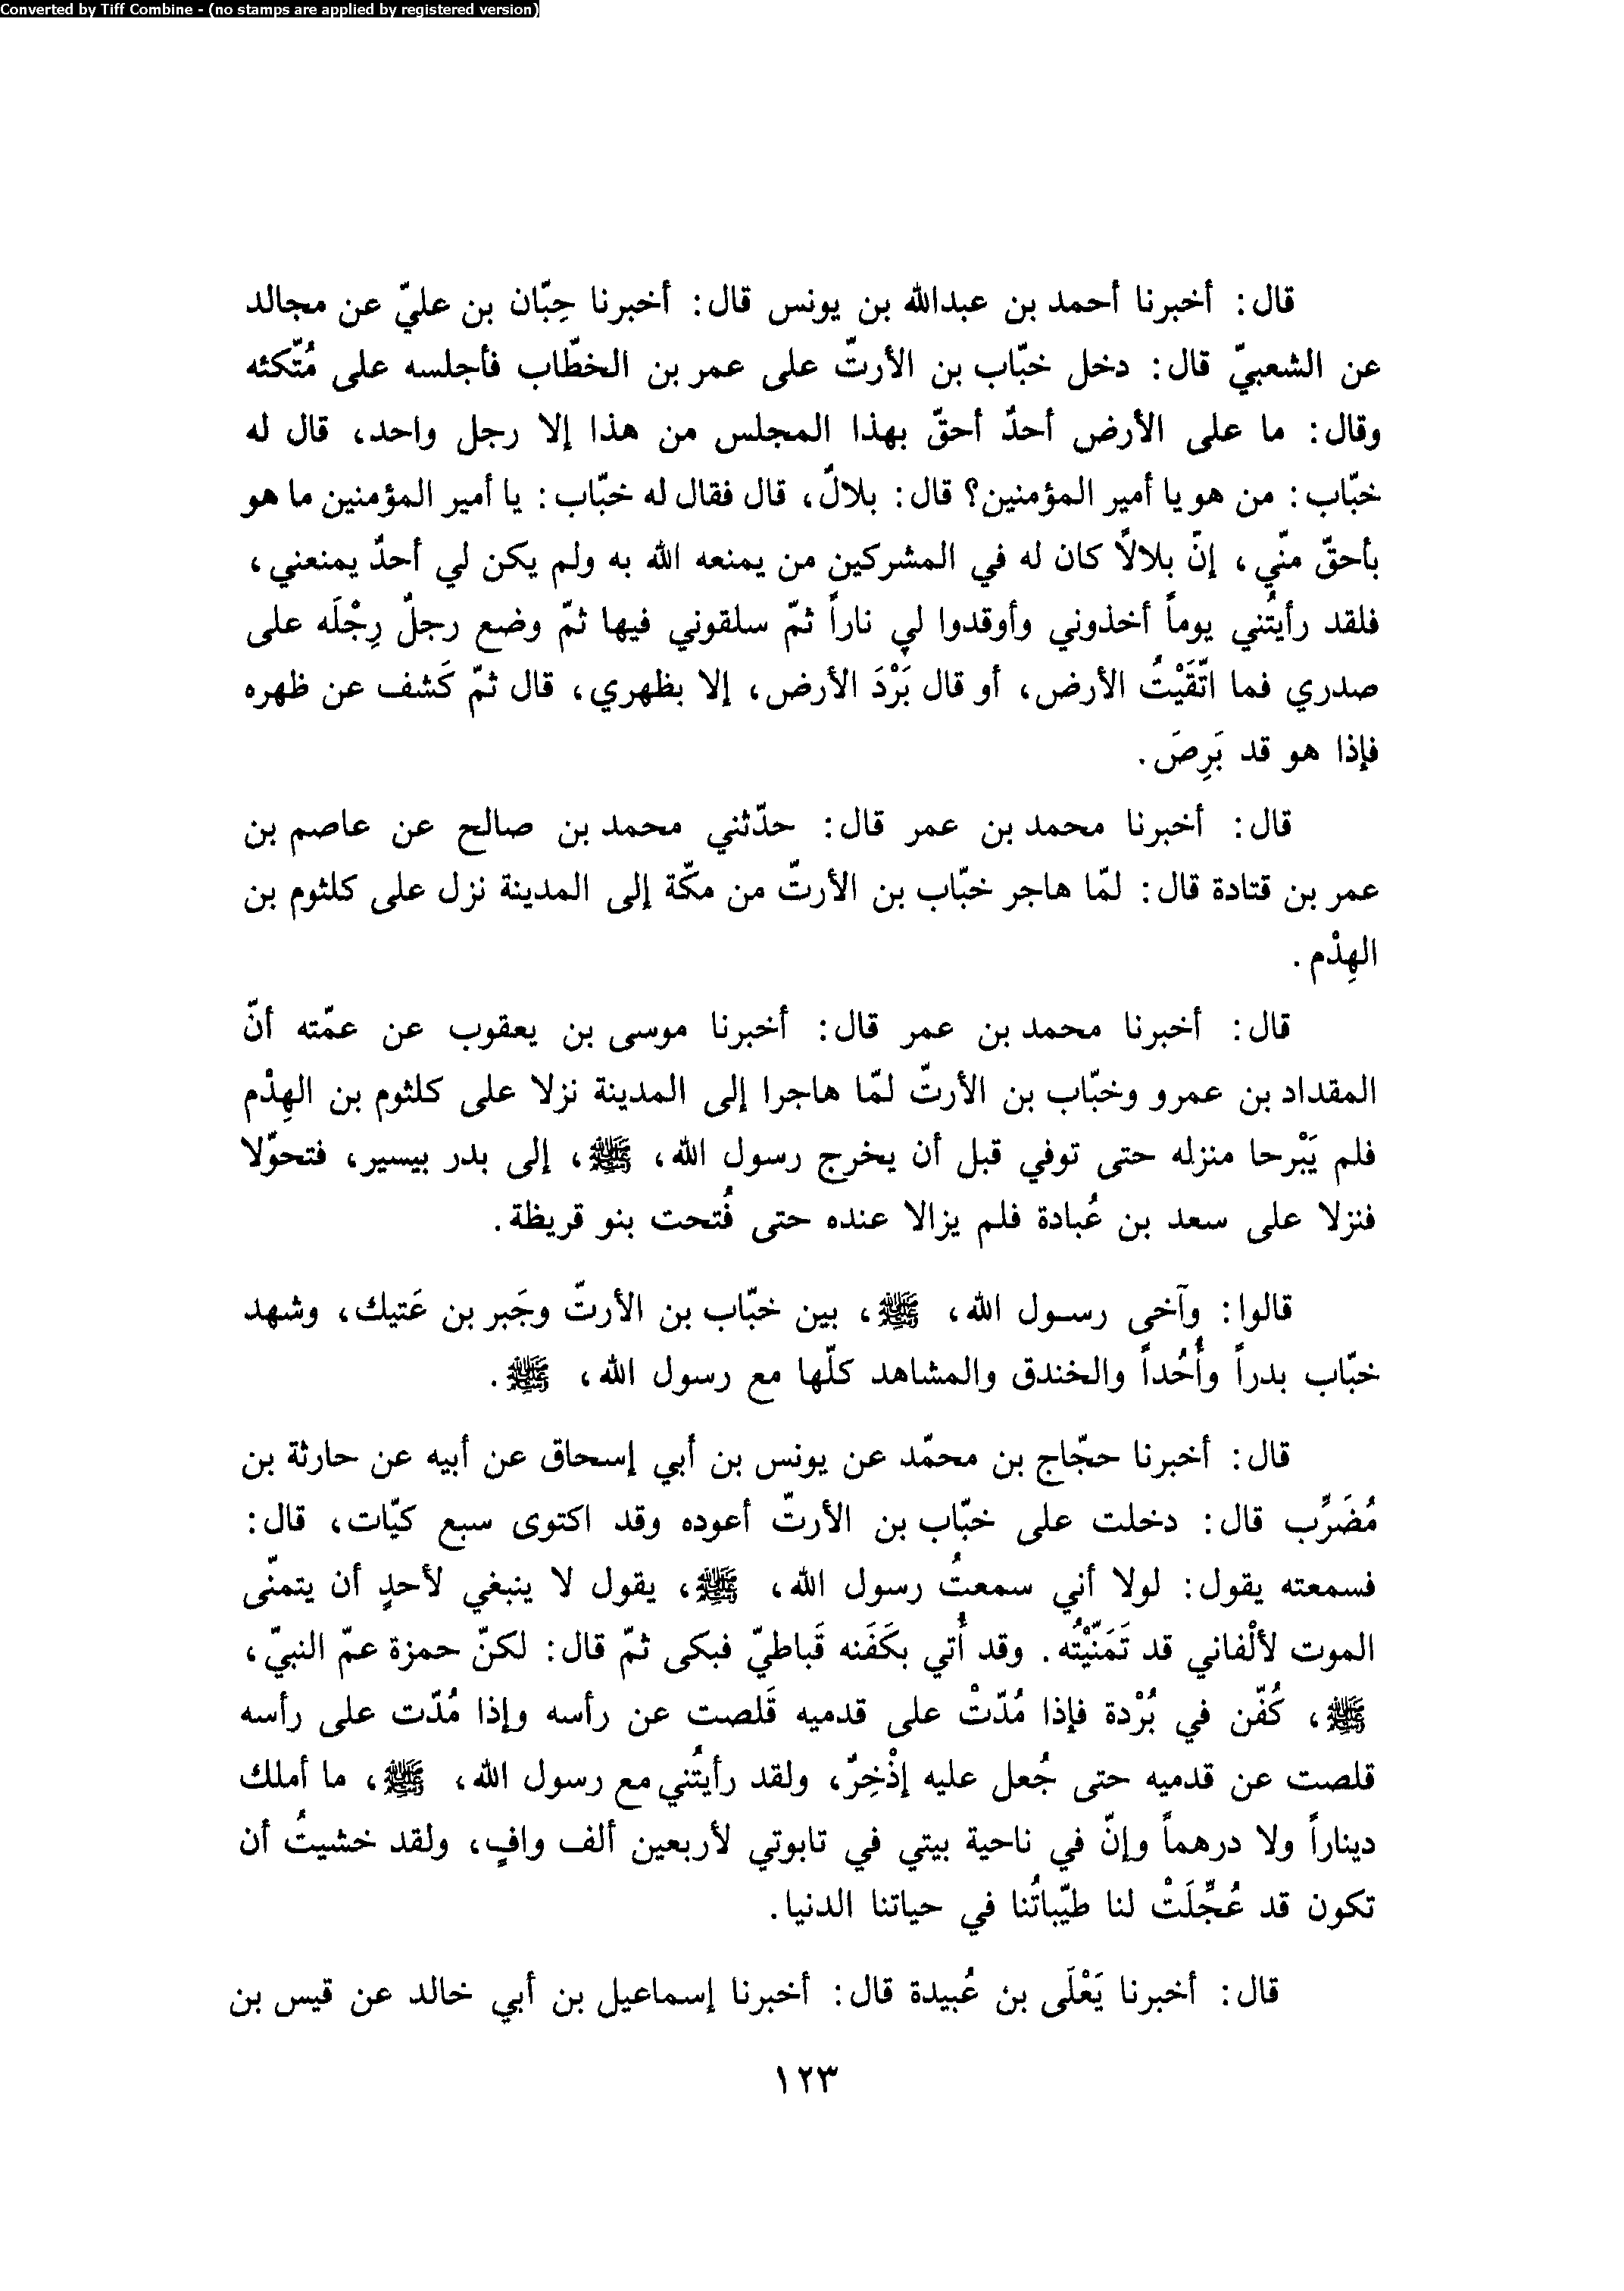 Converted by Tiff Combine - (no stamps are applied by registered version)
قال: أخبرنا أحمد بن عبدالله بن يونس قال: أخبرنا حِبّان بن عليّ عن مجالد
عن الشعبيّ قال: دخل خبّاب بن الأرتّ على عمر بن الخطّاب فأجلسه على مُتّكئه
وقال: ما على الأرض أحدٌ أحقّ بهذا المجلس من هذا إلا رجل واحد، قال له
خبّاب: من هو يا أمير المؤمنين؟ قال: بلالٌ، قال فقال له خبّاب: يا أمير المؤمنين ما هو
بأحقّ منّي، إنّ بلالاً كان له في المشركين من يمنعه الله به ولم يكن لي أحدٌ يمنعني،
فلقد رأيتُني يوماً أخذوني وأوقدوا لي ناراً ثمّ سلقوني فيها ثمّ وضع رجلٌ رِجْلَه على
صدري فما اتّقَيْتُ الأرض، أو قال بَرْدَ الأرض، إلا بظهري، قال ثمّ كَشف عن ظهره
فإذا هو قد بَرِصَ.
قال: أخبرنا محمد بن عمر قال: حدّثني محمد بن صالح عن عاصم بن
عمر بن قتادة قال: لمّا هاجر خبّاب بن الأرتّ من مكّة إلى المدينة نزل على كلثوم بن
الهِدْم.
قال: أخبرنا محمد بن عمر قال: أخبرنا موسى بن يعقوب عن عمّته أنّ
المقداد بن عمرو وخبّاب بن الأرتّ لمّا هاجرا إلى المدينة نزلا على كلثوم بن الهِدْم
فلم يَبْرحا منزله حتى توفي قبل أن يخرج رسول الله، ﷺ، إلى بدر بيسير، فتحوّلا
فنزلا على سعد بن عُبادة فلم يزالا عنده حتى فُتحت بنو قريظة.
قالوا: وآخى رسول الله، ﷺ، بين خبّاب بن الأرتّ وجَبر بن عَتيك، وشهد
خبّاب بدراً وأُحُداً والخندق والمشاهد كلّها مع رسول الله، ﷺ.
قال: أخبرنا حجّاج بن محمّد عن يونس بن أبي إسحاق عن أبيه عن حارثة بن
مُضَرِّب قال: دخلت على خبّاب بن الأرتّ أعوده وقد اكتوى سبع كيّات، قال:
فسمعته يقول: لولا أني سمعتُ رسول الله، ﷺ، يقول لا ينبغي لأحدٍ أن يتمنّى
الموت لألْفاني قد تَمَنّيْتُه. وقد أُتي بكَفَنه قَباطيّ فبكى ثمّ قال: لكنّ حمزة عمّ النبيّ،
ﷺ، كُفّن في بُرْدة فإذا مُدّتْ على قدميه قَلصت عن رأسه وإذا مُدّت على رأسه
قلصت عن قدميه حتى جُعل عليه إذْخِرٌ، ولقد رأيتُني مع رسول الله، ﷺ، ما أملك
ديناراً ولا درهماً وإنّ في ناحية بيتي في تابوتي لأربعين ألف وافٍ، ولقد خشيتُ أن
تكون قد عُجِّلَتْ لنا طيّباتُنا في حياتنا الدنيا.
قال: أخبرنا يَعْلَى بن عُبيدة قال: أخبرنا إسماعيل بن أبي خالد عن قيس بن
١٢٣